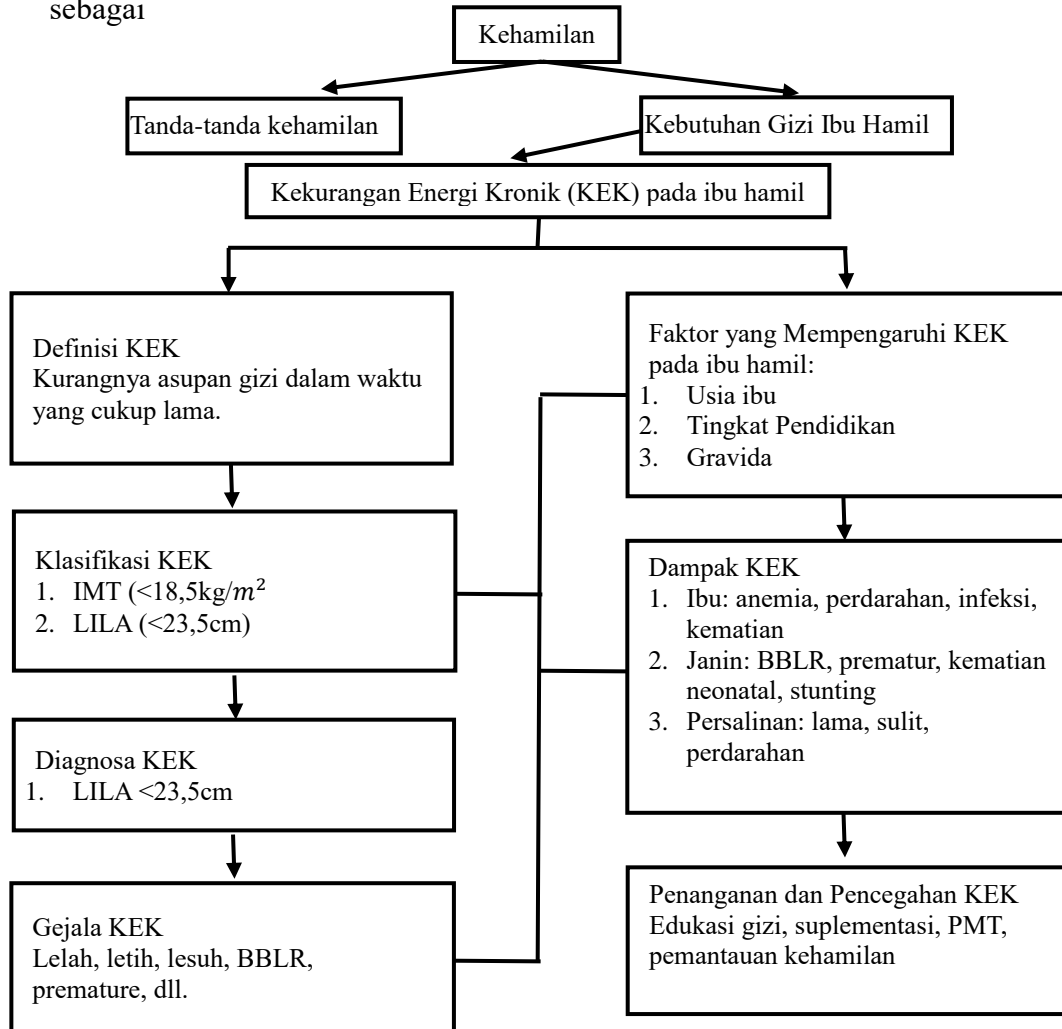 sebagai
Kehamilan
Tanda-tanda kehamilan
Kebutuhan Gizi Ibu Hamil
Kekurangan Energi Kronik (KEK) pada ibu hamil
Definisi KEK
Kurangnya asupan gizi dalam waktu
yang cukup lama.
Klasifikasi KEK
1. IMT (<18,5kg/m²
2. LILA (<23,5cm)
Diagnosa KEK
1. LILA <23,5cm
Gejala KEK
Lelah, letih, lesuh, BBLR,
premature, dll.
Faktor yang Mempengaruhi KEK
pada ibu hamil:
1. Usia ibu
2. Tingkat Pendidikan
3. Gravida
Dampak KEK
1. Ibu: anemia, perdarahan, infeksi,
kematian
2. Janin: BBLR, prematur, kematian
neonatal, stunting
3. Persalinan: lama, sulit,
perdarahan
Penanganan dan Pencegahan KEK
Edukasi gizi, suplementasi, PMT,
pemantauan kehamilan